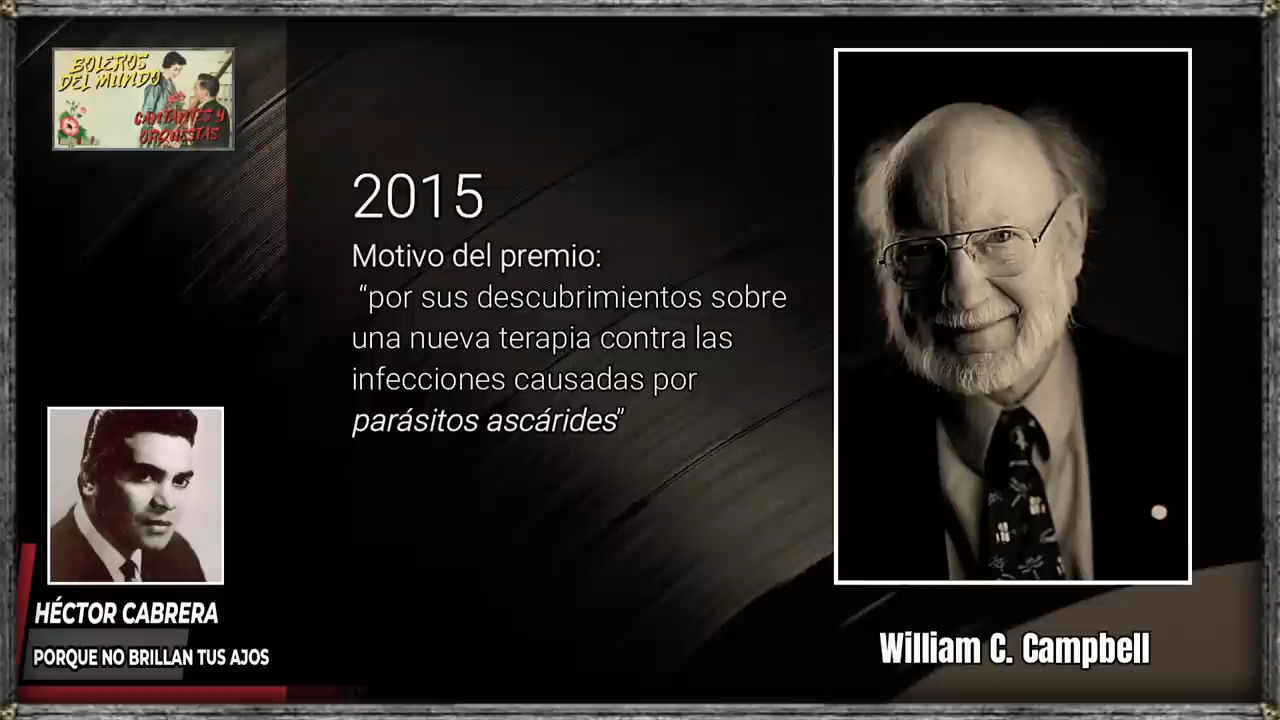 BOLEROS
DEL MUNDO
CANTANTES Y
ORQUESTAS
2015
Motivo del premio:
“por sus descubrimientos sobre
una nueva terapia contra las
infecciones causadas por
parásitos ascárides”
HÉCTOR CABRERA
PORQUE NO BRILLAN TUS AJOS
William C. Campbell